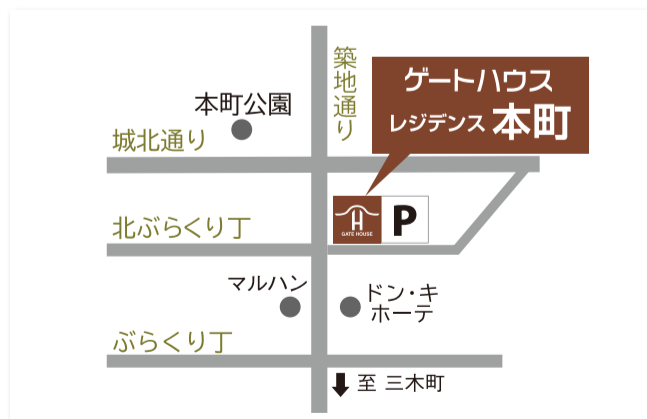 築地通り
ゲートハウス
レジデンス 本町
本町公園
城北通り
GATE HOUSE
P
北ぶらくり丁
マルハン
ドン・キ
ホーテ
ぶらくり丁
至 三木町